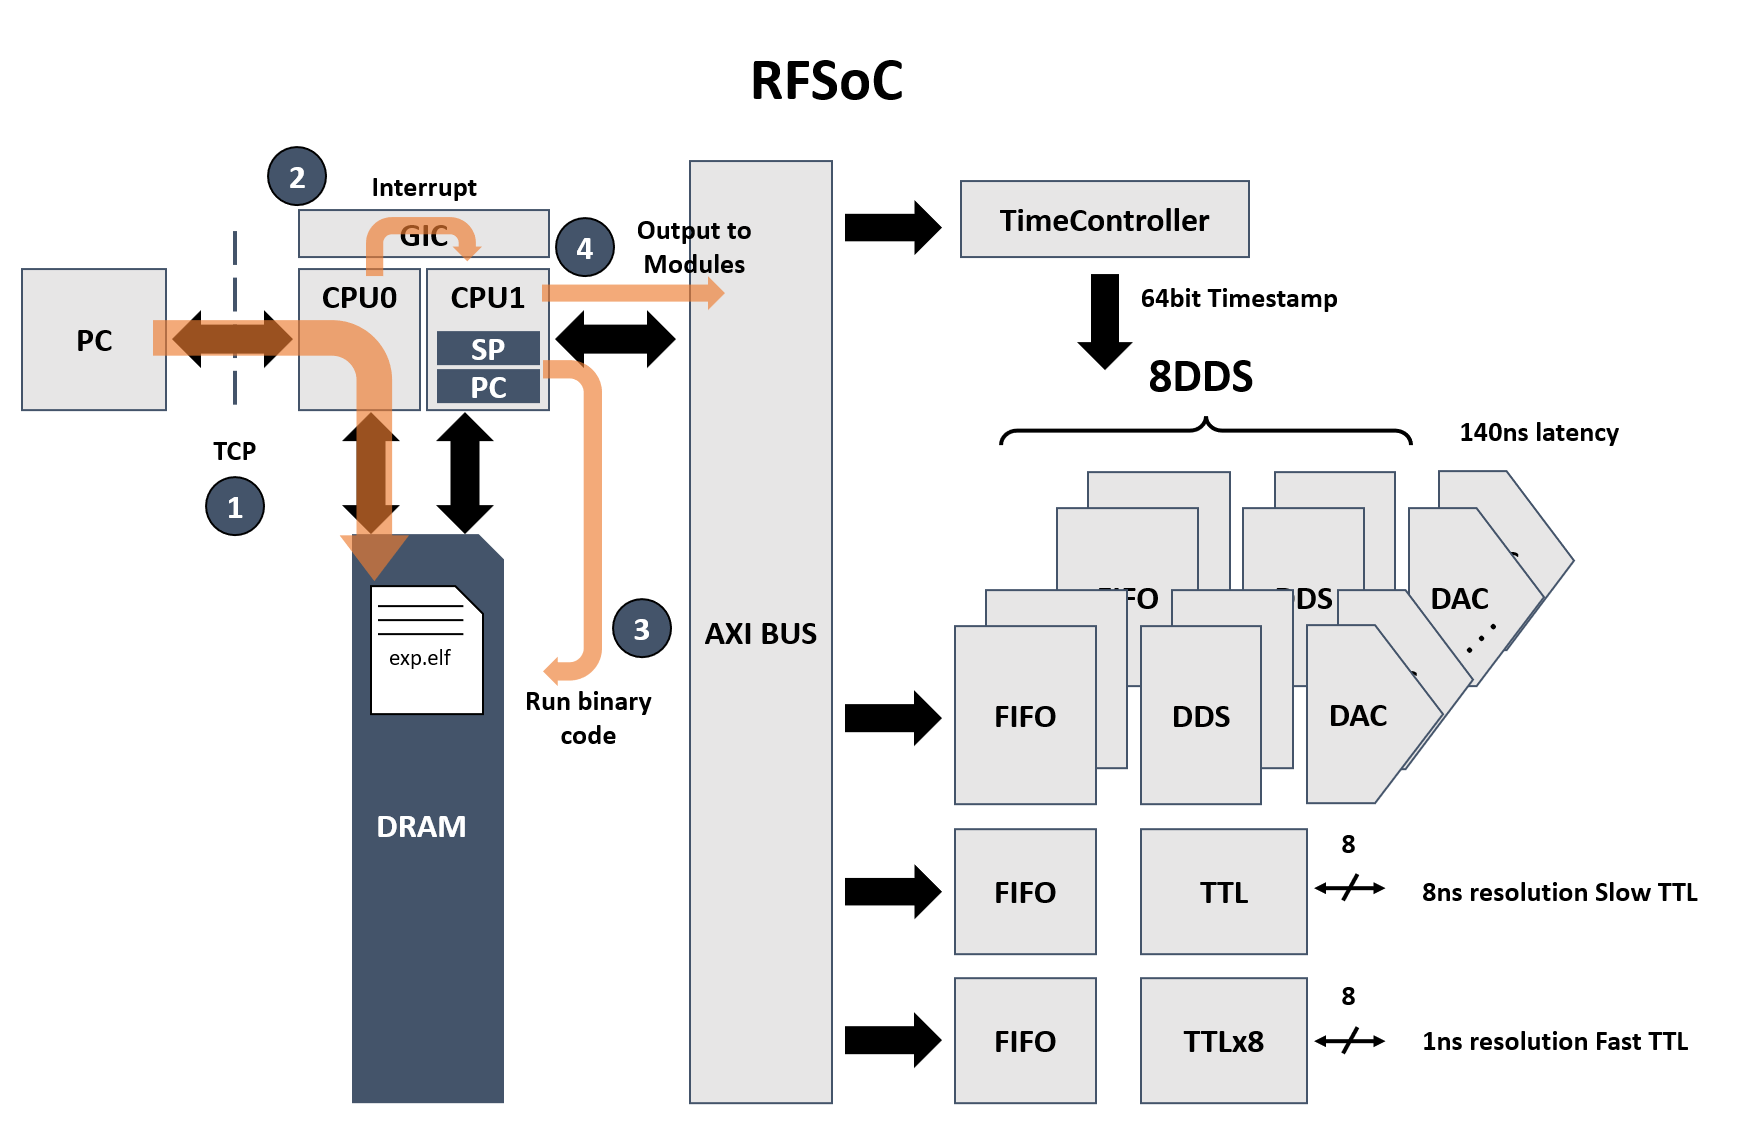 RFSoC
2
Interrupt
GIC
4
Output to
Modules
TimeController
PC
CPU0
CPU1
SP
PC
64bit Timestamp
8DDS
TCP
1
140ns latency
exp.elf
3
Run binary
code
AXI BUS
DRAM
FIFO
DDS
DAC
FIFO
DDS
DAC
8
FIFO
TTL
8ns resolution Slow TTL
8
FIFO
TTLx8
1ns resolution Fast TTL